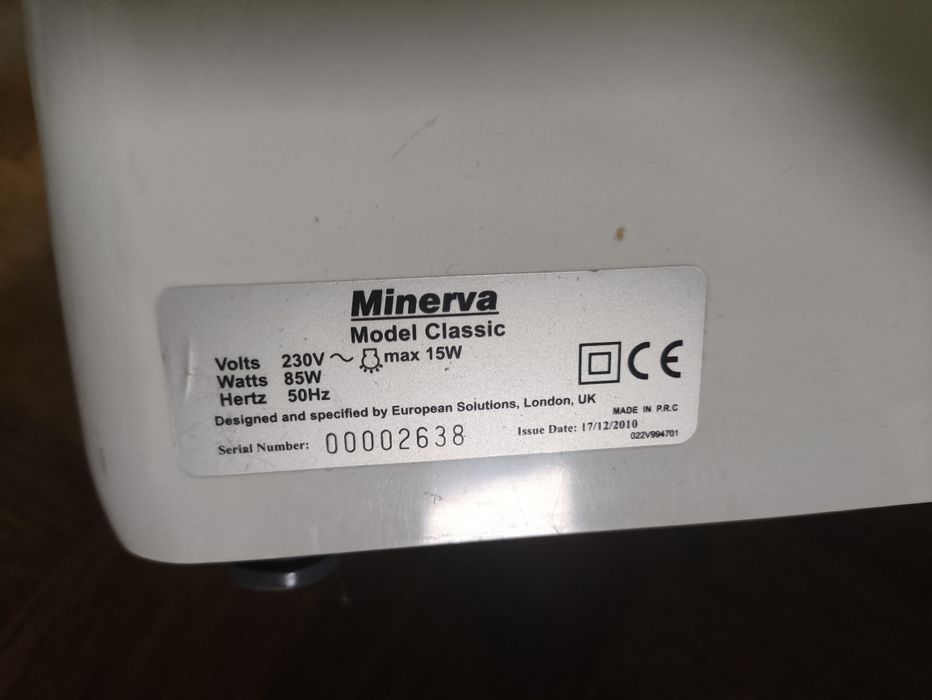 Minerva
Model Classic
Volts 230V ~ max 15W
Watts 85W
Hertz 50Hz
CE
Designed and specified by European Solutions, London, UK
MADE IN P.R.C
Serial Number: 00002638 Issue Date: 17/12/2010
022V994701